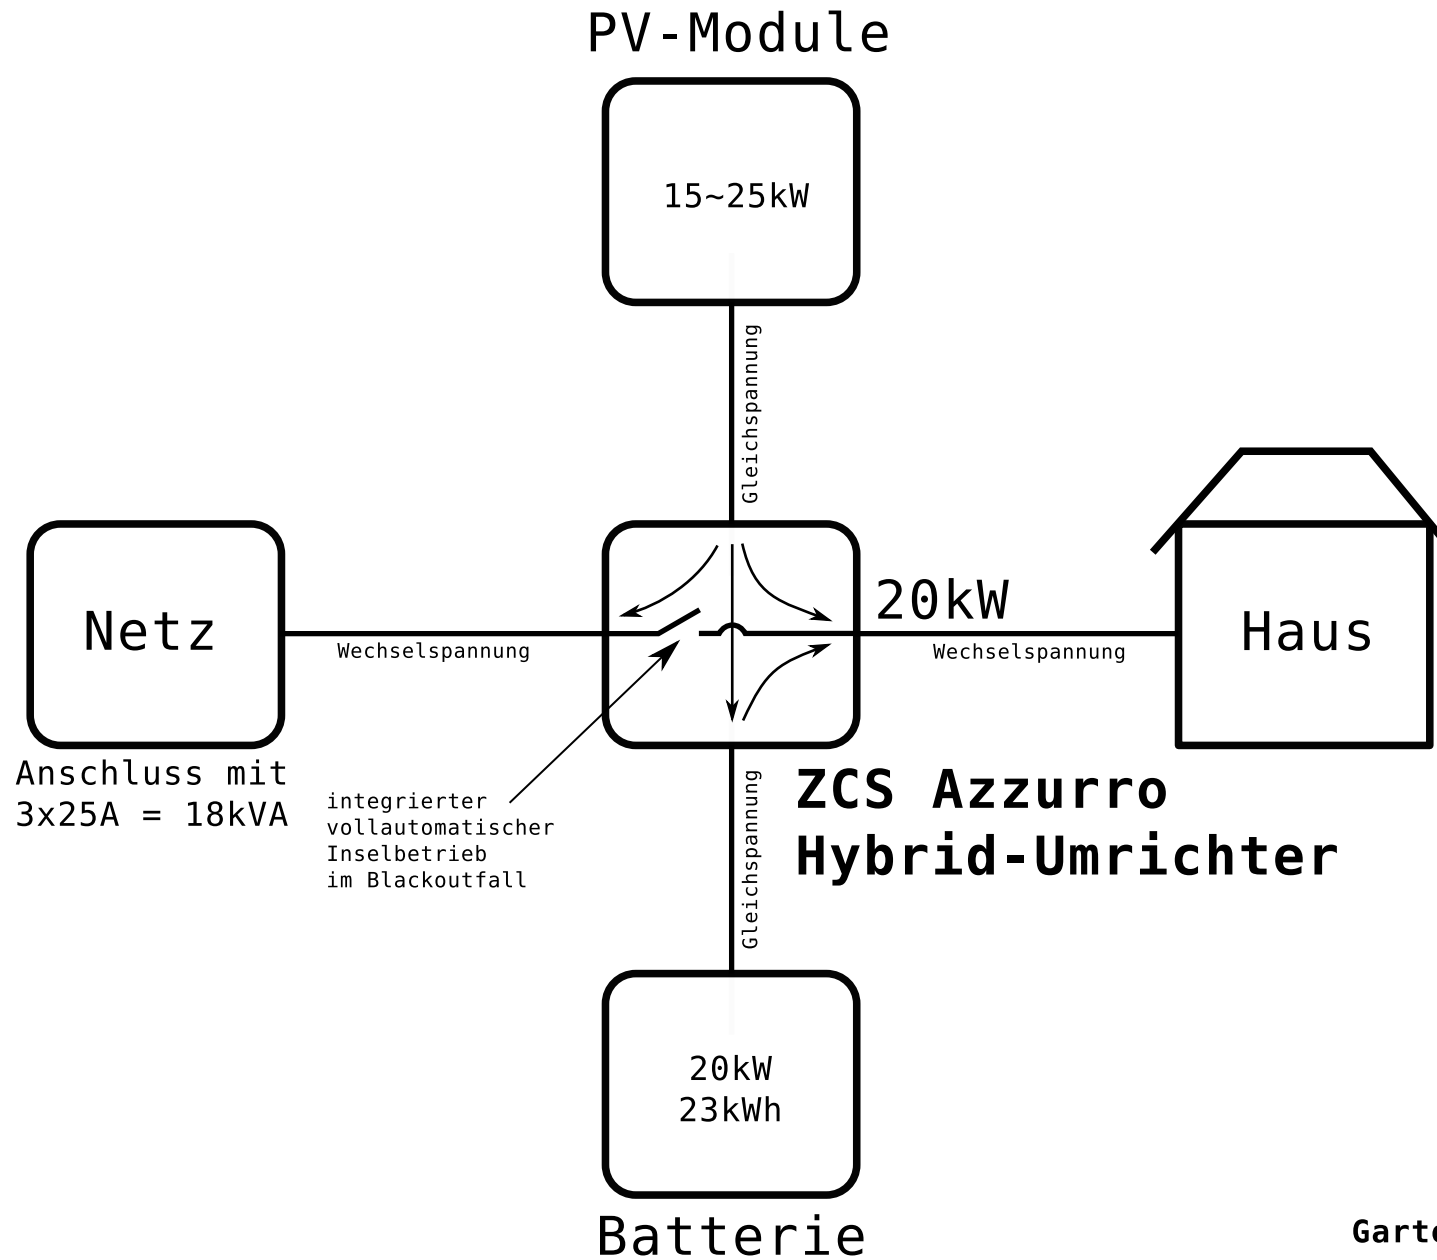 PV-Module
15~25kW
Gleichspannung
Netz
Wechselspannung
20kW
Wechselspannung
Haus
Anschluss mit
3x25A = 18kVA
integrierter
vollautomatischer
Inselbetrieb
im Blackoutfall
Gleichspannung
ZCS Azzurro
Hybrid-Umrichter
20kW
23kWh
Batterie